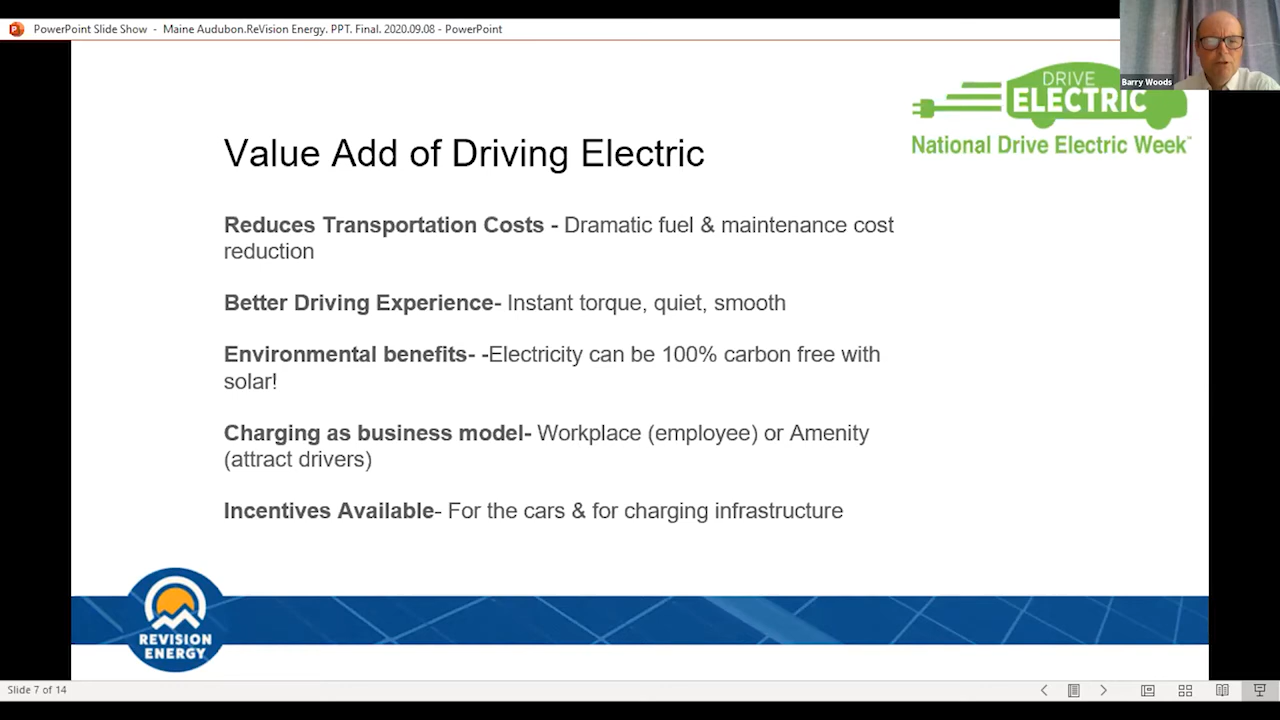 PowerPoint Slide Show - Maine Audubon.ReVision Energy. PPT. Final. 2020.09.08 - PowerPoint
Barry Woods
DRIVE
ELECTRIC
National Drive Electric Week™
Value Add of Driving Electric
Reduces Transportation Costs - Dramatic fuel & maintenance cost
reduction
Better Driving Experience- Instant torque, quiet, smooth
Environmental benefits- -Electricity can be 100% carbon free with
solar!
Charging as business model- Workplace (employee) or Amenity
(attract drivers)
Incentives Available- For the cars & for charging infrastructure
REVISION
ENERGY
Slide 7 of 14